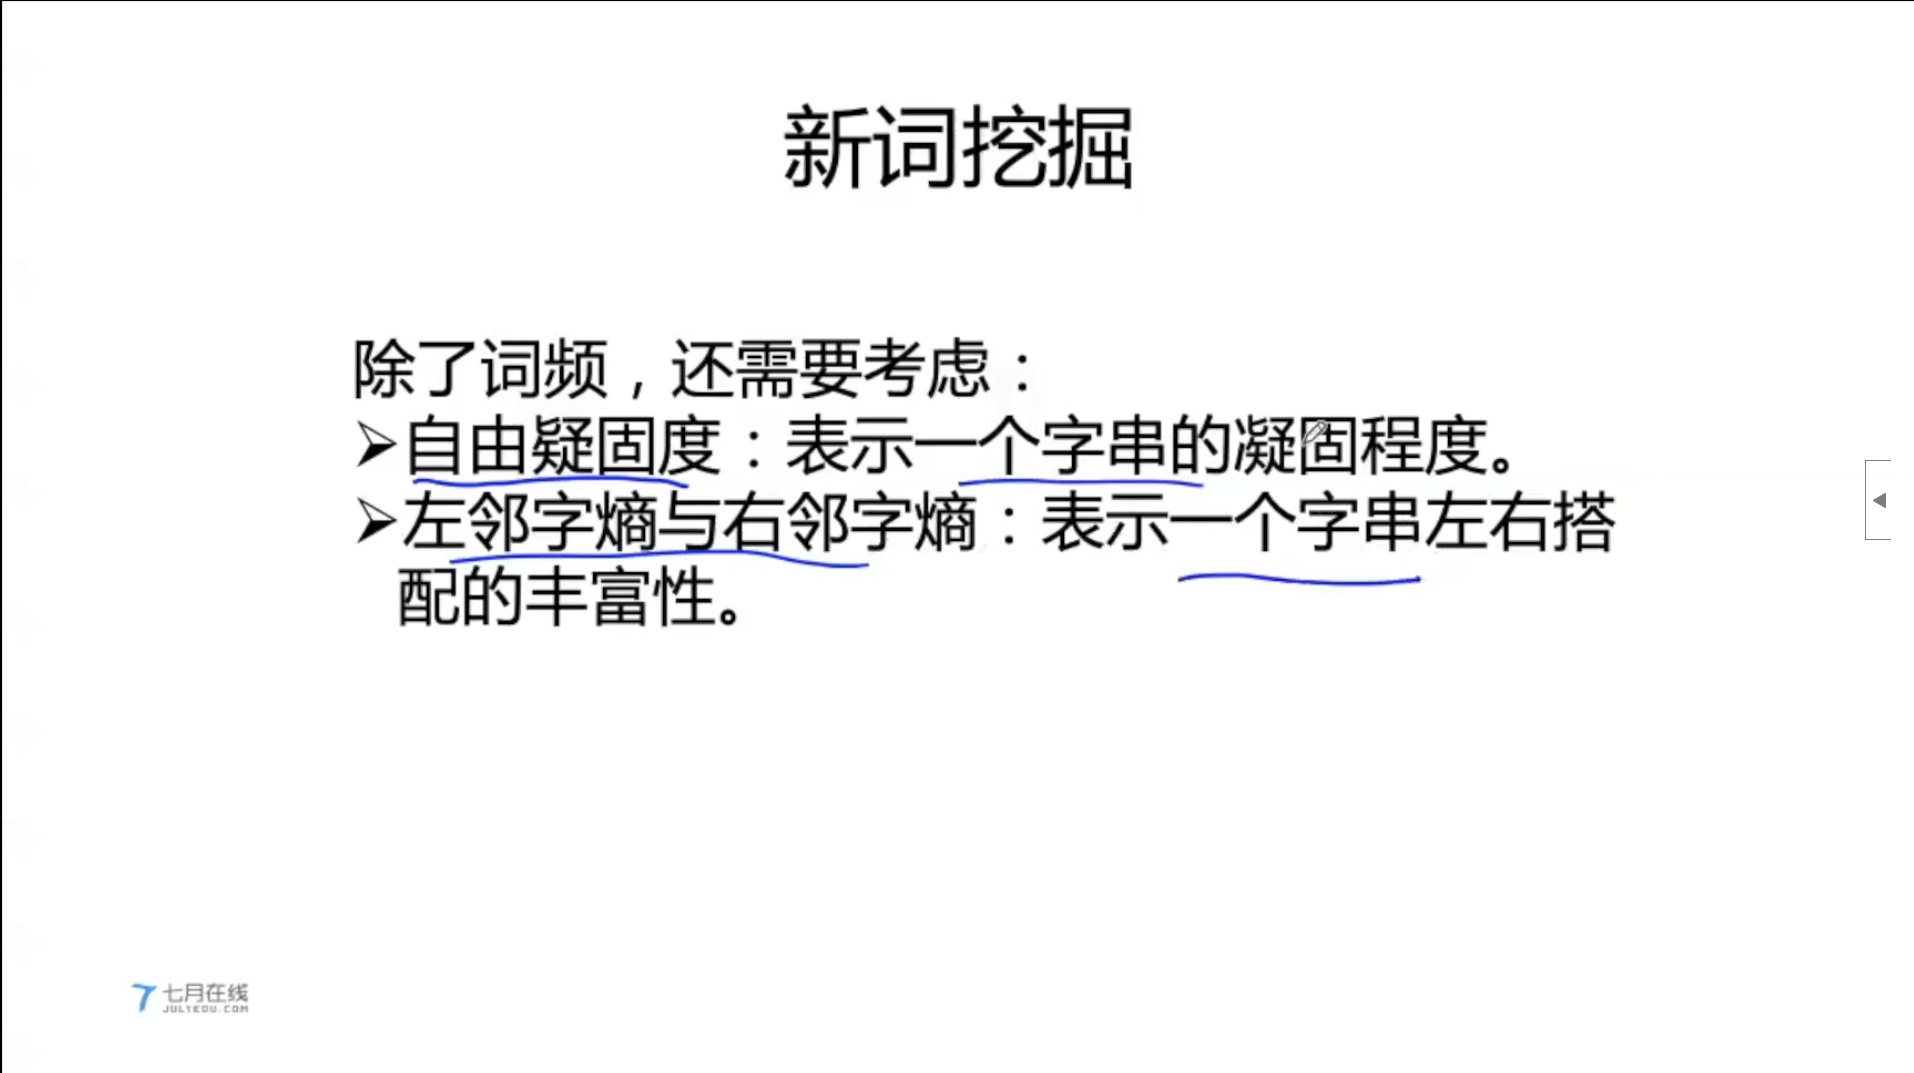 新词挖掘
除了词频，还需要考虑：
➢自由凝固度：表示一个字串的凝固程度。
➢左邻字熵与右邻字熵：表示一个字串左右搭
配的丰富性。
七月在线
JULYEDU.COM